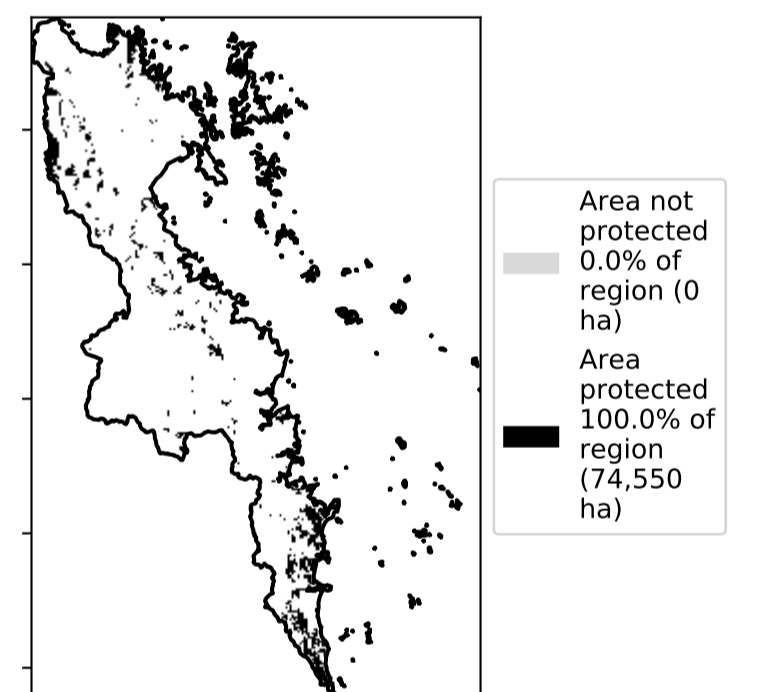 Area not
protected
0.0% of
region (0
ha)
Area
protected
100.0% of
region
(74,550
ha)